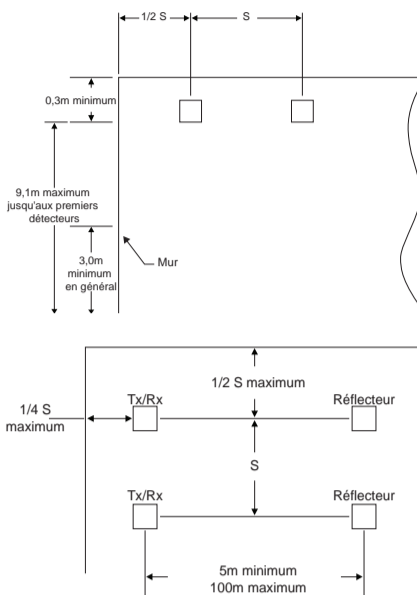 1/2 S
S
0,3m minimum
9,1m maximum
jusqu'aux premiers
détecteurs
3,0m
minimum
en général
Mur
1/2 S maximum
1/4 S
maximum
Tx/Rx
Réflecteur
S
Tx/Rx
Réflecteur
5m minimum
100m maximum